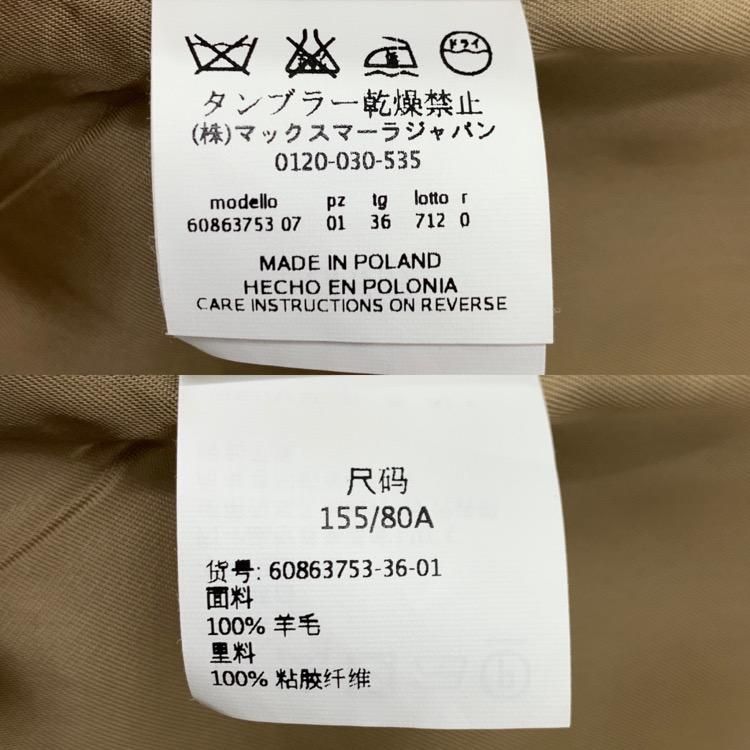 ドライ
タンブラー乾燥禁止
(株)マックスマーラジャパン
0120-030-535
modello pz tg lotto r
60863753 07 01 36 712 0
MADE IN POLAND
HECHO EN POLONIA
CARE INSTRUCTIONS ON REVERSE
尺码
155/80A
货号: 60863753-36-01
面料
100% 羊毛
里料
100% 粘胶纤维